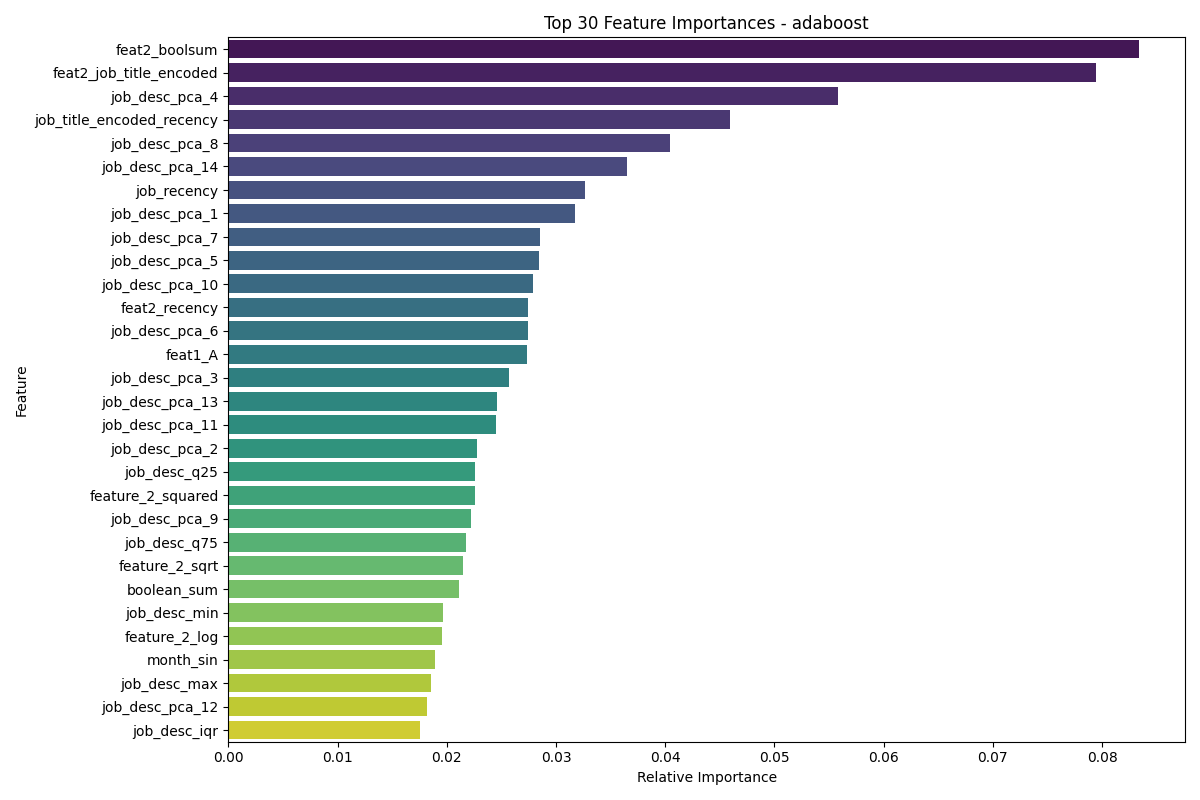 Top 30 Feature Importances - adaboost
feat2_boolsum
feat2_job_title_encoded
job_desc_pca_4
job_title_encoded_recency
job_desc_pca_8
job_desc_pca_14
job_recency
job_desc_pca_1
job_desc_pca_7
job_desc_pca_5
job_desc_pca_10
feat2_recency
job_desc_pca_6
feat1_A
job_desc_pca_3
job_desc_pca_13
job_desc_pca_11
job_desc_pca_2
job_desc_q25
feature_2_squared
job_desc_pca_9
job_desc_q75
feature_2_sqrt
boolean_sum
job_desc_min
feature_2_log
month_sin
job_desc_max
job_desc_pca_12
job_desc_iqr
Feature
0.00 0.01 0.02 0.03 0.04 0.05 0.06 0.07 0.08
Relative Importance